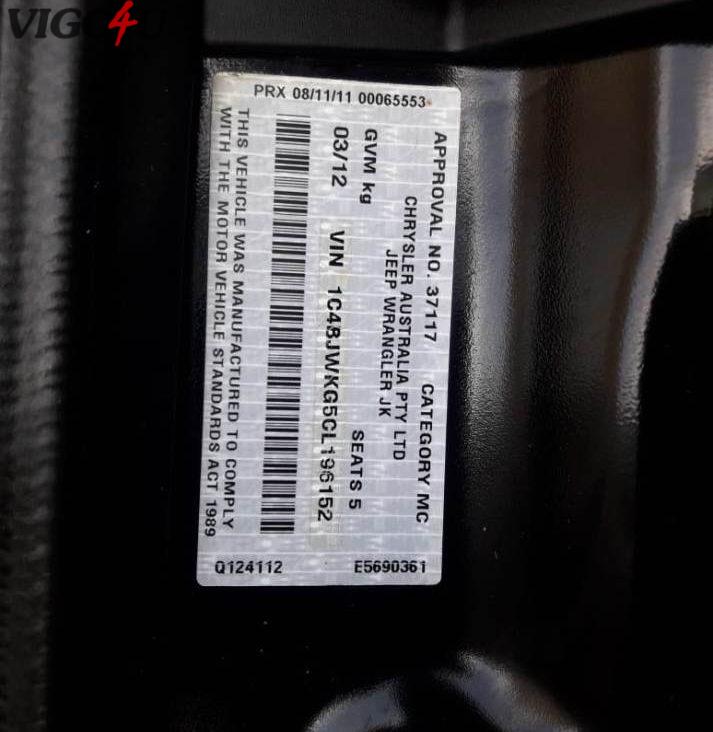 VIGO4U
PRX 08/11/11 00065553
APPROVAL NO. 37117 CATEGORY MC
CHRYSLER AUSTRALIA PTY LTD
JEEP WRANGLER JK
GVM kg SEATS 5
03/12 VIN 1C4BJWKG5CL196152
THIS VEHICLE WAS MANUFACTURED TO COMPLY
WITH THE MOTOR VEHICLE STANDARDS ACT 1989
Q124112 E5690361